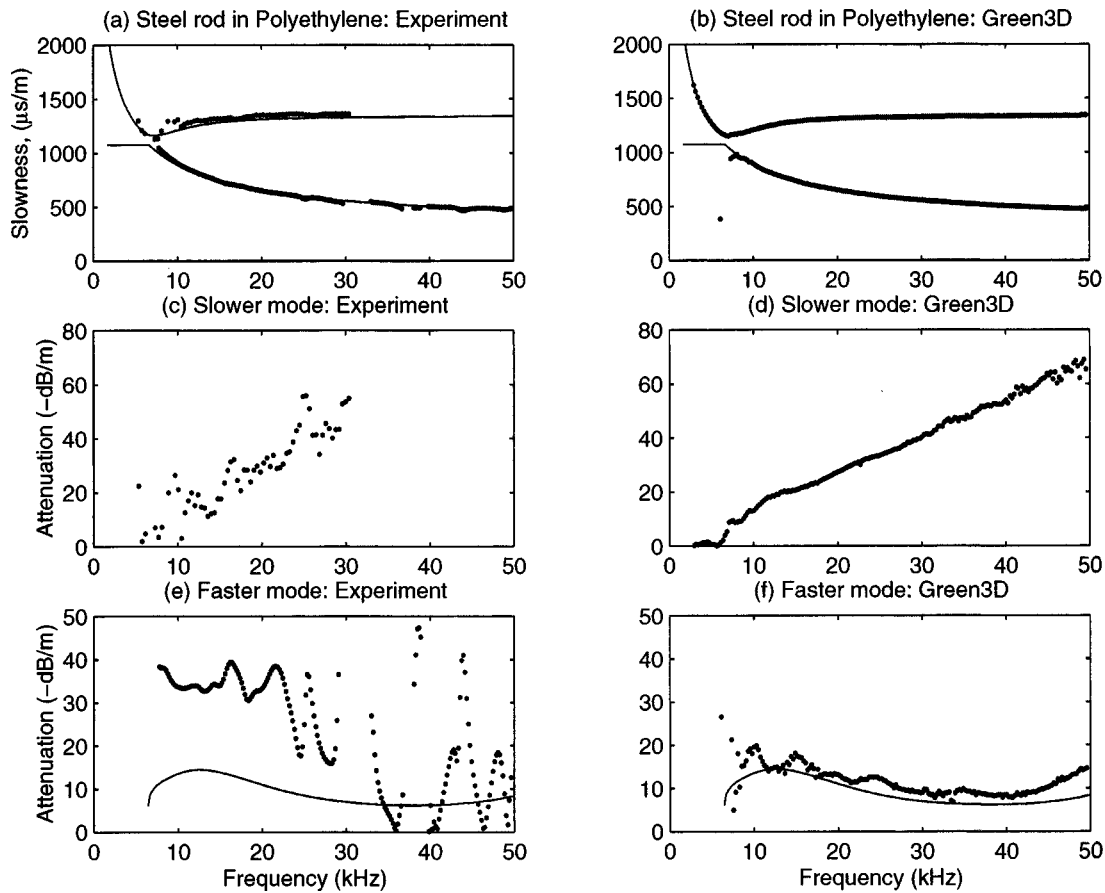 (a) Steel rod in Polyethylene: Experiment
(b) Steel rod in Polyethylene: Green3D
Slowness, (μs/m)
2000
1500
1000
500
0
0 10 20 30 40 50
2000
1500
1000
500
0
0 10 20 30 40 50
(c) Slower mode: Experiment
(d) Slower mode: Green3D
Attenuation (−dB/m)
80
60
40
20
0
0 10 20 30 40 50
80
60
40
20
0
0 10 20 30 40 50
(e) Faster mode: Experiment
(f) Faster mode: Green3D
Attenuation (−dB/m)
50
40
30
20
10
0
0 10 20 30 40 50
Frequency (kHz)
50
40
30
20
10
0
0 10 20 30 40 50
Frequency (kHz)